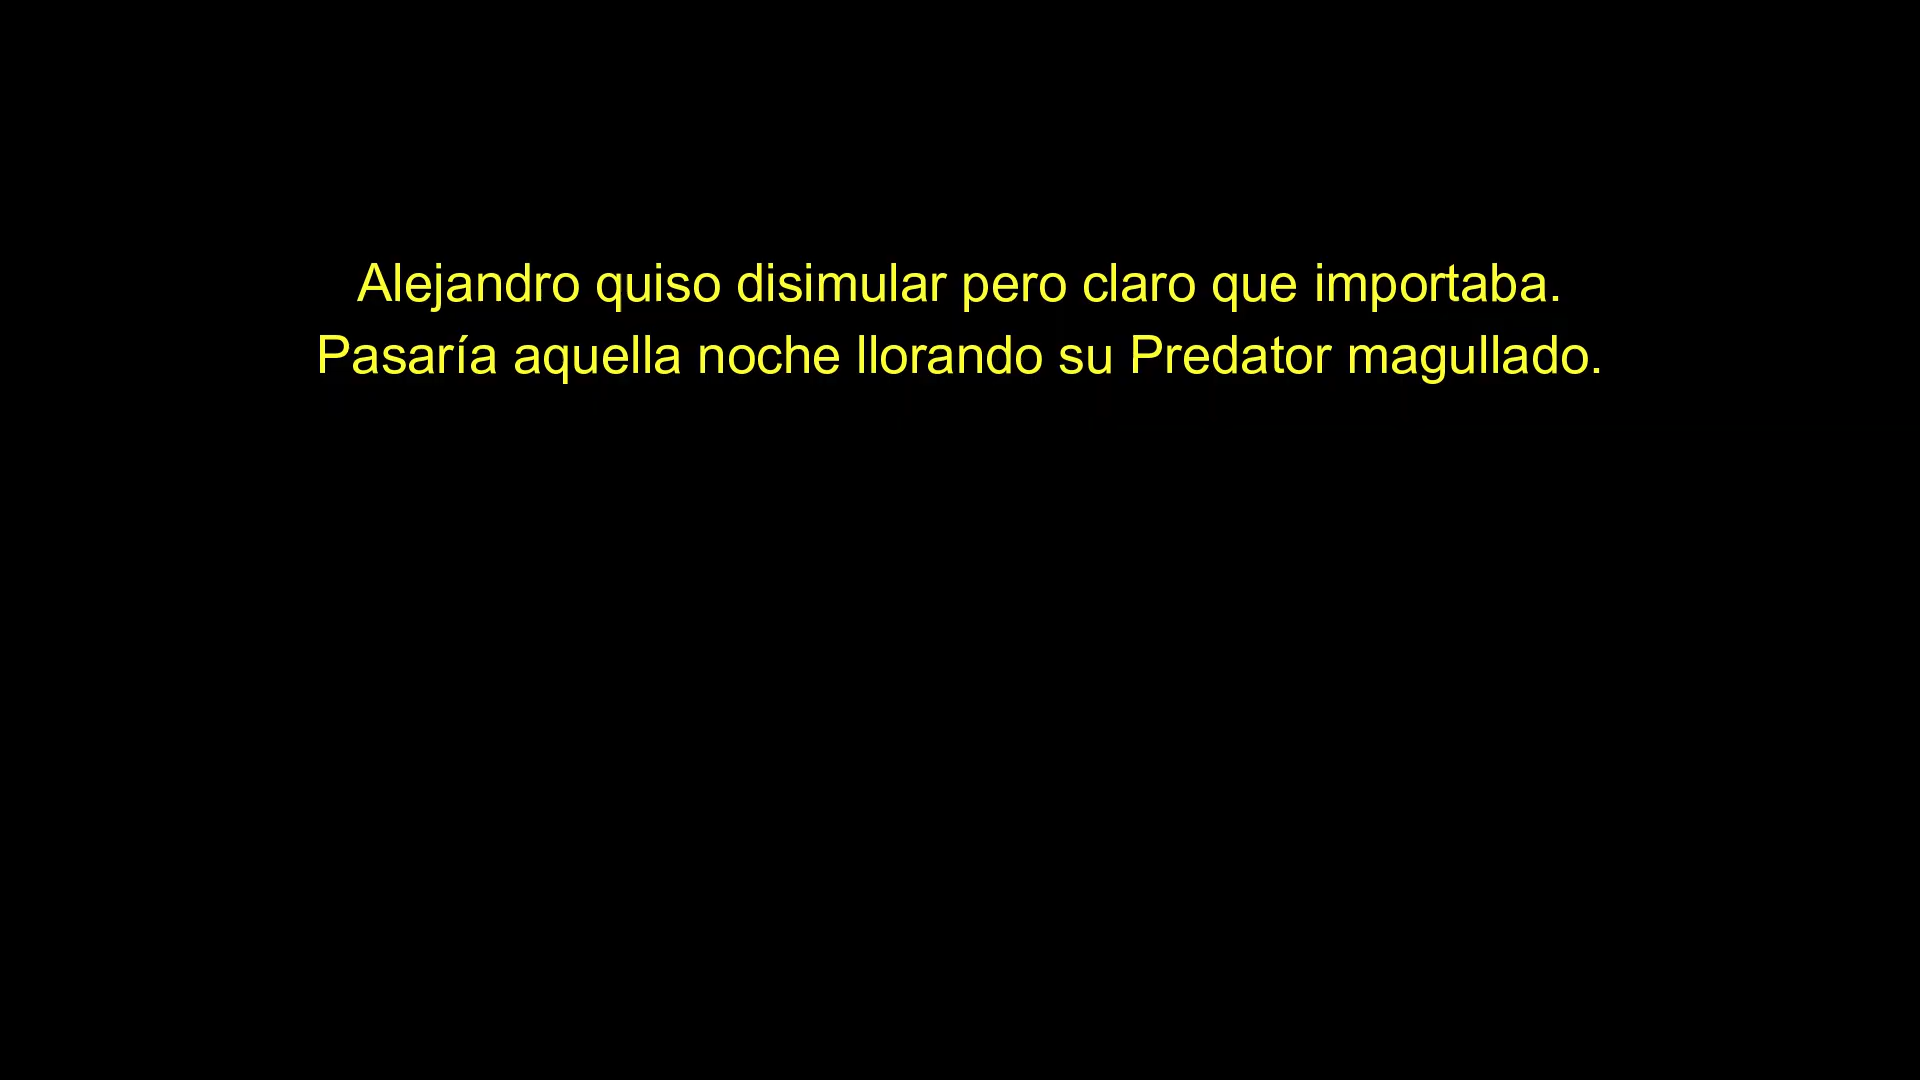 Alejandro quiso disimular pero claro que importaba.
Pasaría aquella noche llorando su Predator magullado.